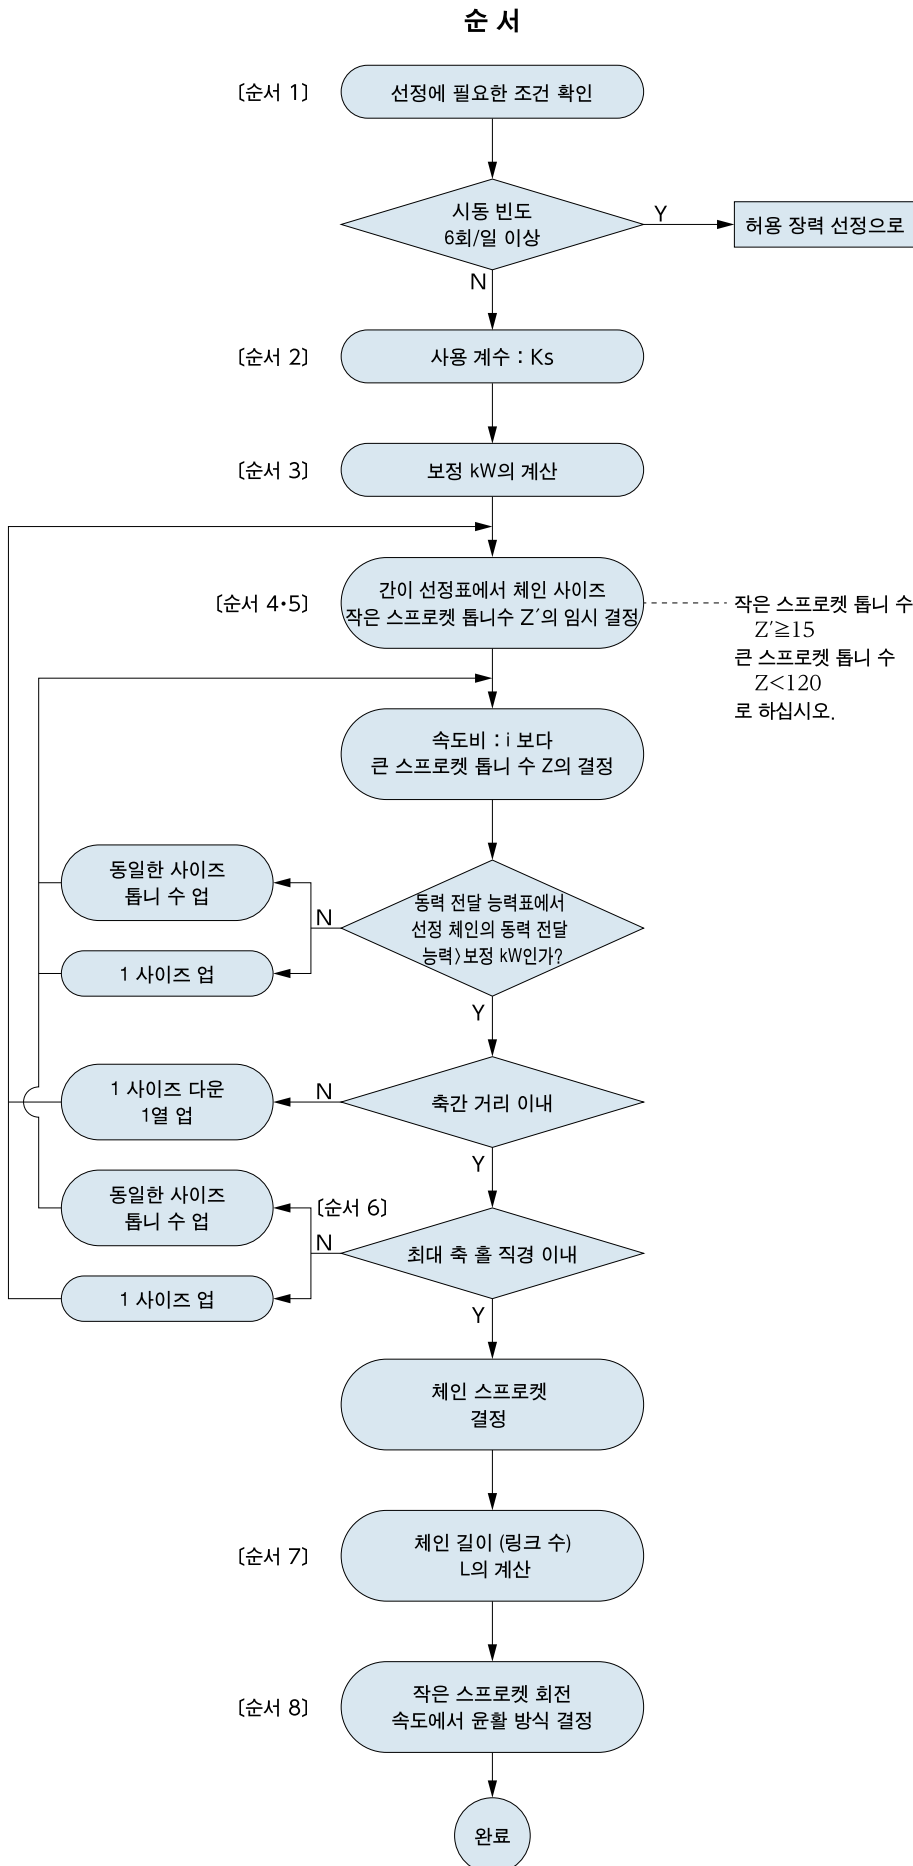 순 서
〔순서 1〕
선정에 필요한 조건 확인
시동 빈도
6회/일 이상
Y
허용 장력 선정으로
N
〔순서 2〕
사용 계수 : Ks
〔순서 3〕
보정 kW의 계산
〔순서 4•5〕
간이 선정표에서 체인 사이즈
작은 스프로켓 톱니수 Z´의 임시 결정
작은 스프로켓 톱니 수
Z′≧15
큰 스프로켓 톱니 수
Z<120
로 하십시오.
속도비 : i 보다
큰 스프로켓 톱니 수 Z의 결정
동일한 사이즈
톱니 수 업
동력 전달 능력표에서
선정 체인의 동력 전달
능력〉보정 kW인가?
N
1 사이즈 업
Y
1 사이즈 다운
1열 업
N
축간 거리 이내
Y
동일한 사이즈
톱니 수 업
〔순서 6〕
N
최대 축 홀 직경 이내
1 사이즈 업
Y
체인 스프로켓
결정
〔순서 7〕
체인 길이 (링크 수)
L의 계산
〔순서 8〕
작은 스프로켓 회전
속도에서 윤활 방식 결정
완료